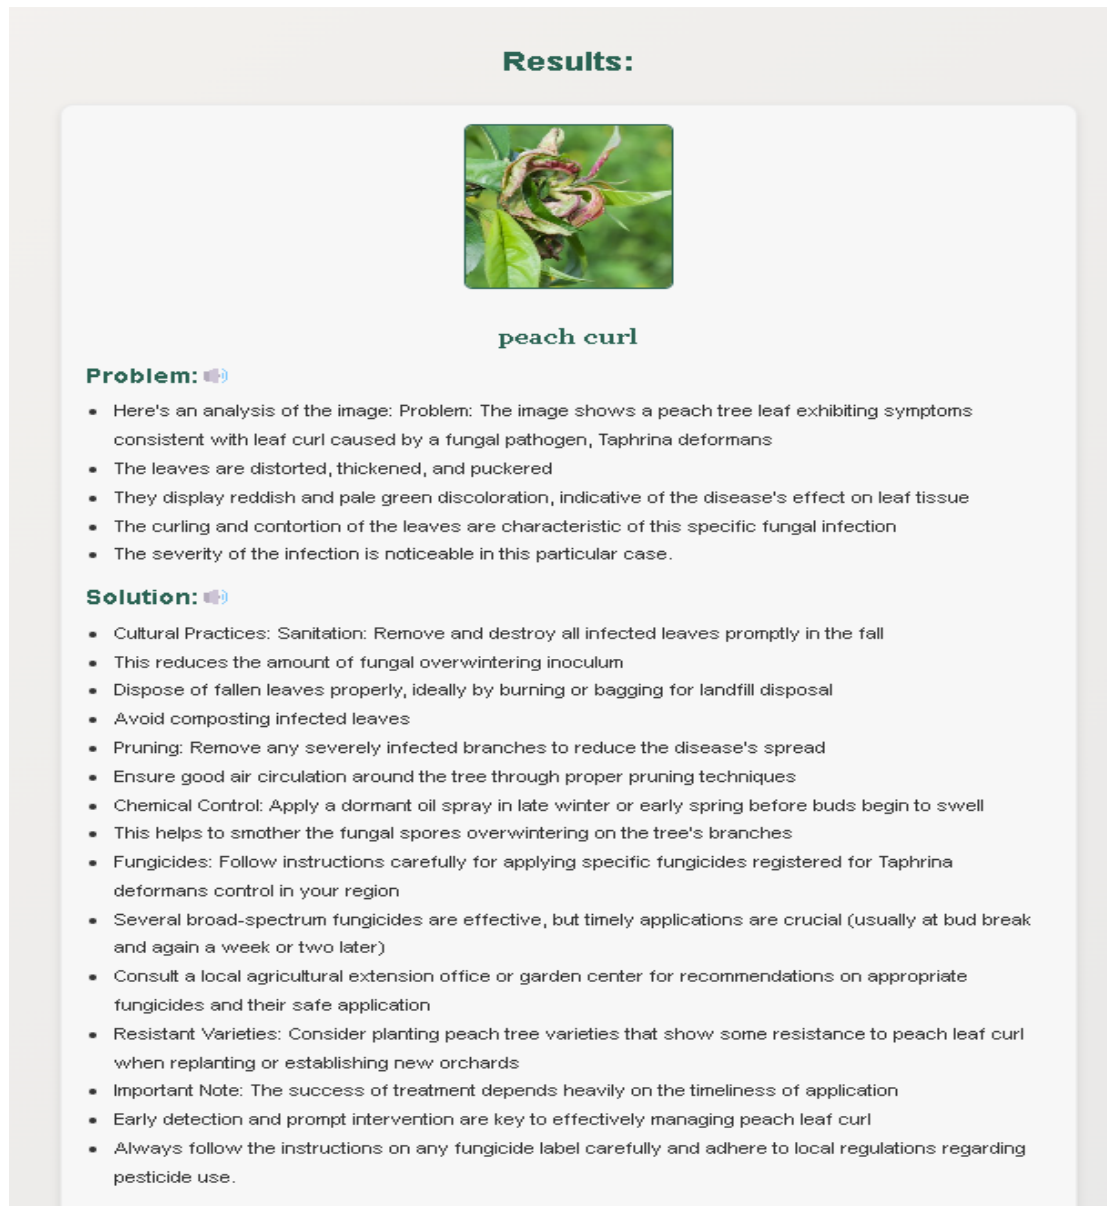 Results:
peach curl
Problem:
• Here's an analysis of the image: Problem: The image shows a peach tree leaf exhibiting symptoms
consistent with leaf curl caused by a fungal pathogen, Taphrina deformans
• The leaves are distorted, thickened, and puckered
• They display reddish and pale green discoloration, indicative of the disease's effect on leaf tissue
• The curling and contortion of the leaves are characteristic of this specific fungal infection
• The severity of the infection is noticeable in this particular case.
Solution:
• Cultural Practices: Sanitation: Remove and destroy all infected leaves promptly in the fall
• This reduces the amount of fungal overwintering inoculum
• Dispose of fallen leaves properly, ideally by burning or bagging for landfill disposal
• Avoid composting infected leaves
• Pruning: Remove any severely infected branches to reduce the disease's spread
• Ensure good air circulation around the tree through proper pruning techniques
• Chemical Control: Apply a dormant oil spray in late winter or early spring before buds begin to swell
• This helps to smother the fungal spores overwintering on the tree's branches
• Fungicides: Follow instructions carefully for applying specific fungicides registered for Taphrina
deformans control in your region
• Several broad-spectrum fungicides are effective, but timely applications are crucial (usually at bud break
and again a week or two later)
• Consult a local agricultural extension office or garden center for recommendations on appropriate
fungicides and their safe application
• Resistant Varieties: Consider planting peach tree varieties that show some resistance to peach leaf curl
when replanting or establishing new orchards
• Important Note: The success of treatment depends heavily on the timeliness of application
• Early detection and prompt intervention are key to effectively managing peach leaf curl
• Always follow the instructions on any fungicide label carefully and adhere to local regulations regarding
pesticide use.